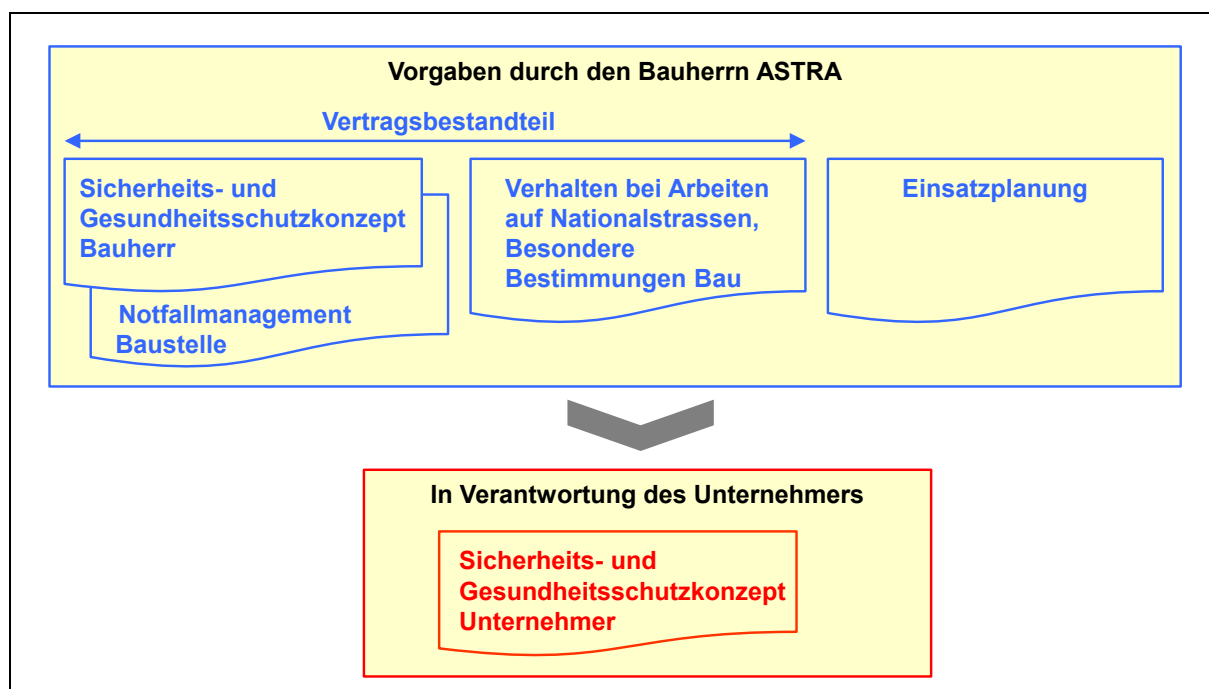 Vorgaben durch den Bauherrn ASTRA
Vertragsbestandteil
Sicherheits- und
Gesundheitsschutzkonzept
Bauherr
Notfallmanagement
Baustelle
Verhalten bei Arbeiten
auf Nationalstrassen,
Besondere
Bestimmungen Bau
Einsatzplanung
In Verantwortung des Unternehmers
Sicherheits- und
Gesundheitsschutzkonzept
Unternehmer